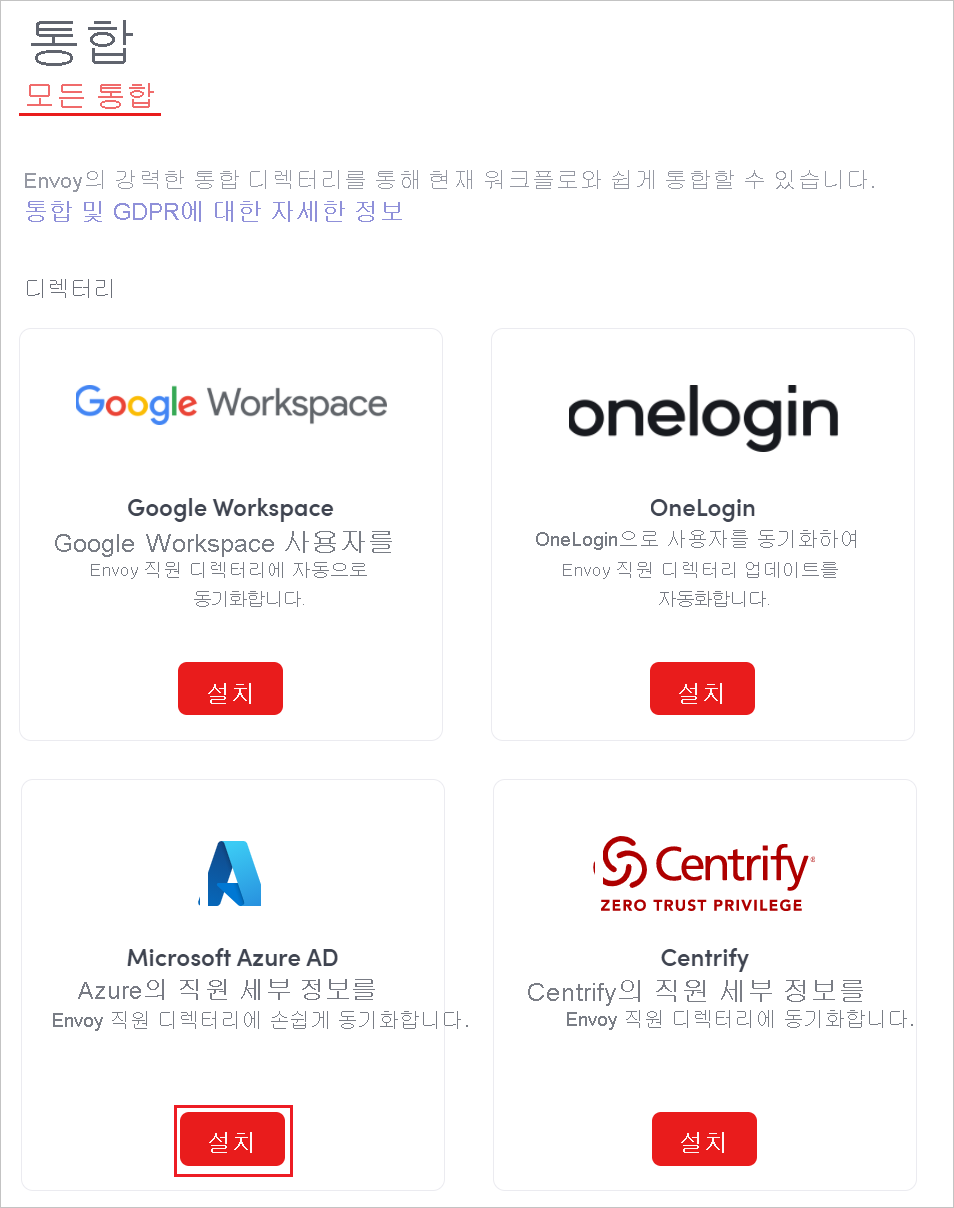 통합
모든 통합
Envoy의 강력한 통합 디렉터리를 통해 현재 워크플로와 쉽게 통합할 수 있습니다.
통합 및 GDPR에 대한 자세한 정보
디렉터리
Google Workspace
Google Workspace
Google Workspace 사용자를
Envoy 직원 디렉터리에 자동으로
동기화합니다.
설치
onelogin
OneLogin
OneLogin으로 사용자를 동기화하여
Envoy 직원 디렉터리 업데이트를
자동화합니다.
설치
Microsoft Azure AD
Azure의 직원 세부 정보를
Envoy 직원 디렉터리에 손쉽게 동기화합니다.
설치
Centrify®
ZERO TRUST PRIVILEGE
Centrify
Centrify의 직원 세부 정보를
Envoy 직원 디렉터리에 동기화합니다.
설치